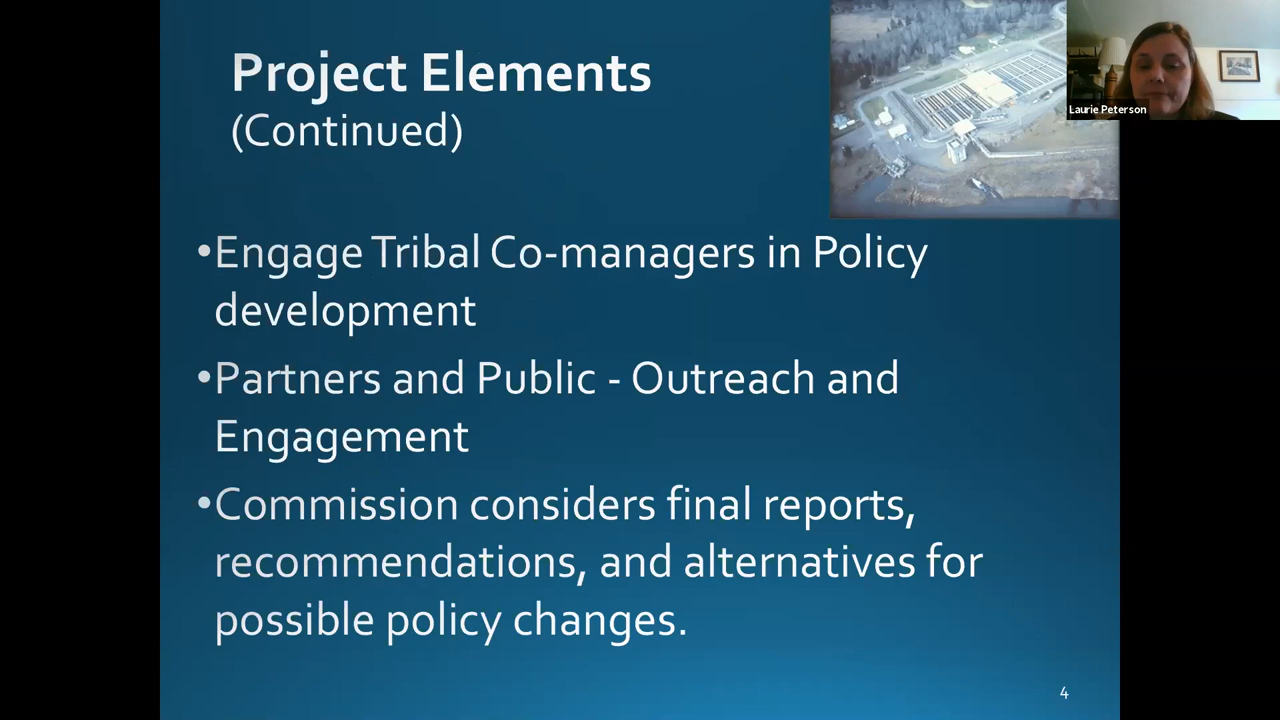 Project Elements
(Continued)
Laurie Peterson
•Engage Tribal Co-managers in Policy
development
•Partners and Public - Outreach and
Engagement
•Commission considers final reports,
recommendations, and alternatives for
possible policy changes.
4